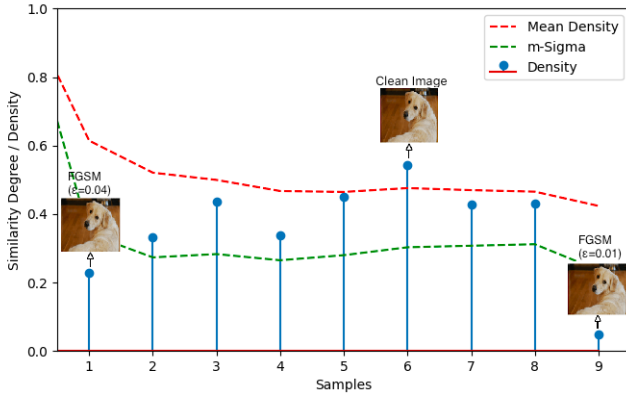 1.0
0.8
0.6
0.4
0.2
0.0
Similarity Degree / Density
Mean Density
m-Sigma
Density
Clean Image
FGSM
(ε=0.04)
FGSM
(ε=0.01)
1 2 3 4 5 6 7 8 9
Samples